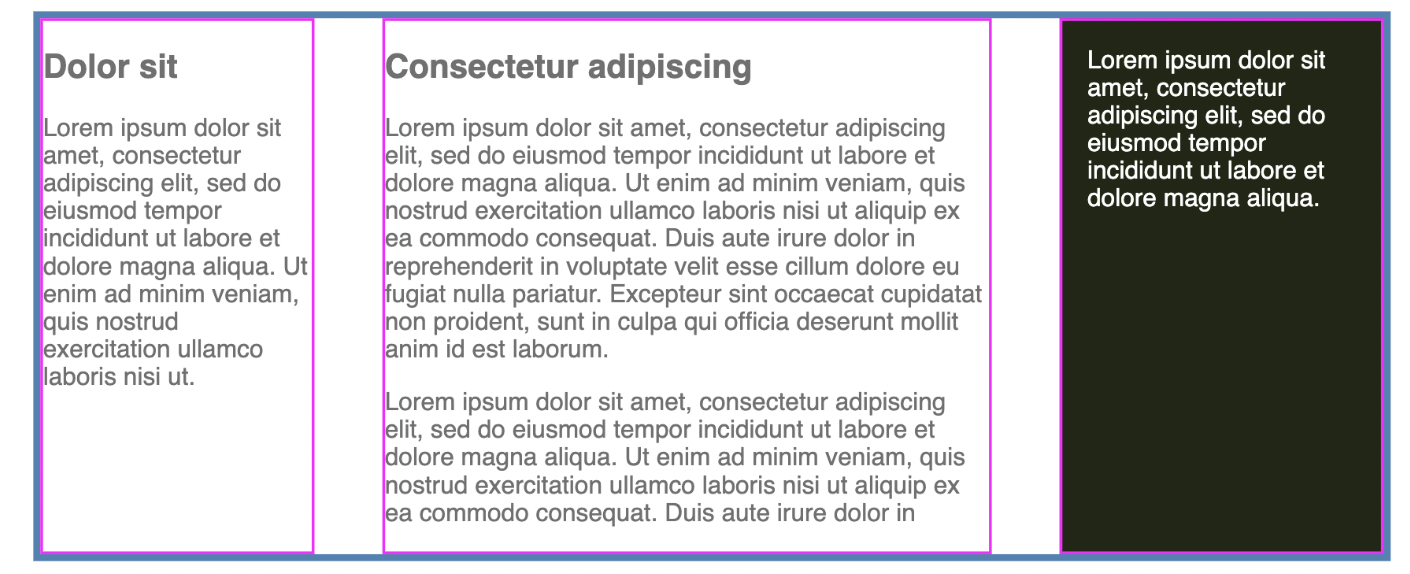 Dolor sit
Lorem ipsum dolor sit
amet, consectetur
adipiscing elit, sed do
eiusmod tempor
incididunt ut labore et
dolore magna aliqua. Ut
enim ad minim veniam,
quis nostrud
exercitation ullamco
laboris nisi ut.
Consectetur adipiscing
Lorem ipsum dolor sit amet, consectetur adipiscing
elit, sed do eiusmod tempor incididunt ut labore et
dolore magna aliqua. Ut enim ad minim veniam, quis
nostrud exercitation ullamco laboris nisi ut aliquip ex
ea commodo consequat. Duis aute irure dolor in
reprehenderit in voluptate velit esse cillum dolore eu
fugiat nulla pariatur. Excepteur sint occaecat cupidatat
non proident, sunt in culpa qui officia deserunt mollit
anim id est laborum.
Lorem ipsum dolor sit amet, consectetur adipiscing
elit, sed do eiusmod tempor incididunt ut labore et
dolore magna aliqua. Ut enim ad minim veniam, quis
nostrud exercitation ullamco laboris nisi ut aliquip ex
ea commodo consequat. Duis aute irure dolor in
Lorem ipsum dolor sit
amet, consectetur
adipiscing elit, sed do
eiusmod tempor
incididunt ut labore et
dolore magna aliqua.